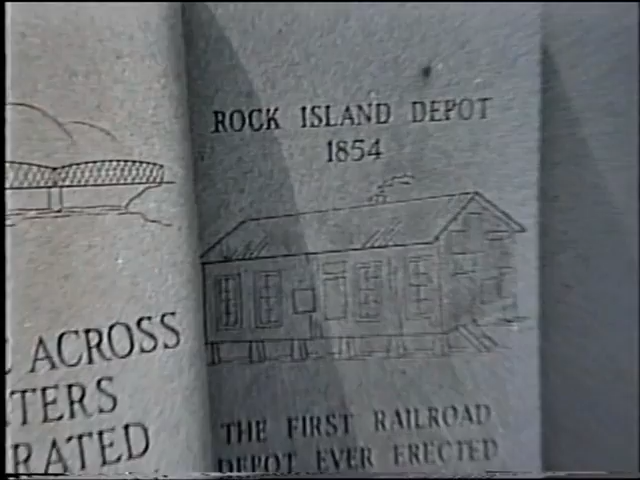 ROCK ISLAND DEPOT
1854
ACROSS
TERS
RATED
THE FIRST RAILROAD
DEPOT EVER ERECTED